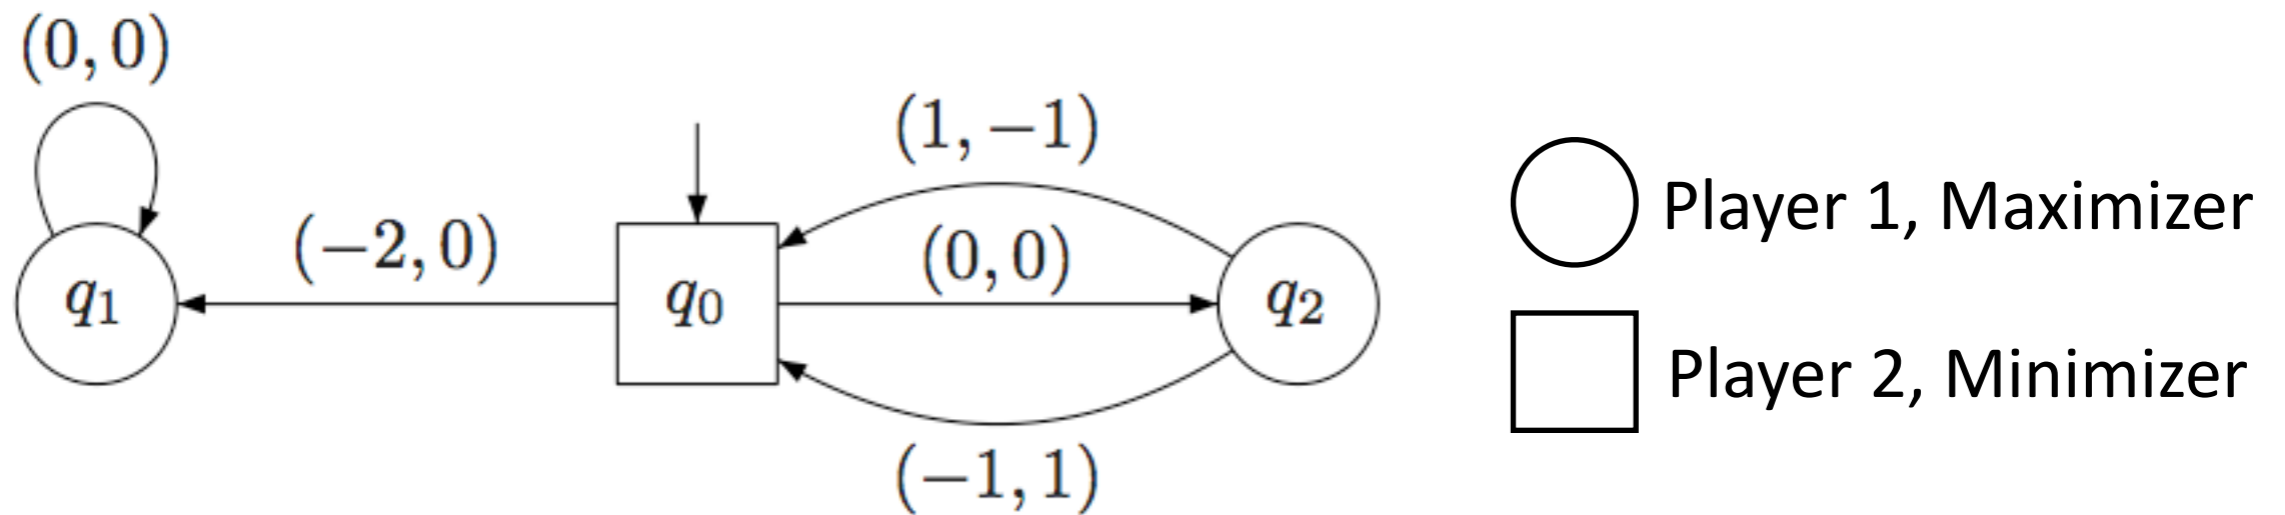 (0, 0)
(1, −1)
(−2, 0)
(0, 0)
q₁
q₀
q₂
(−1, 1)
Player 1, Maximizer
Player 2, Minimizer